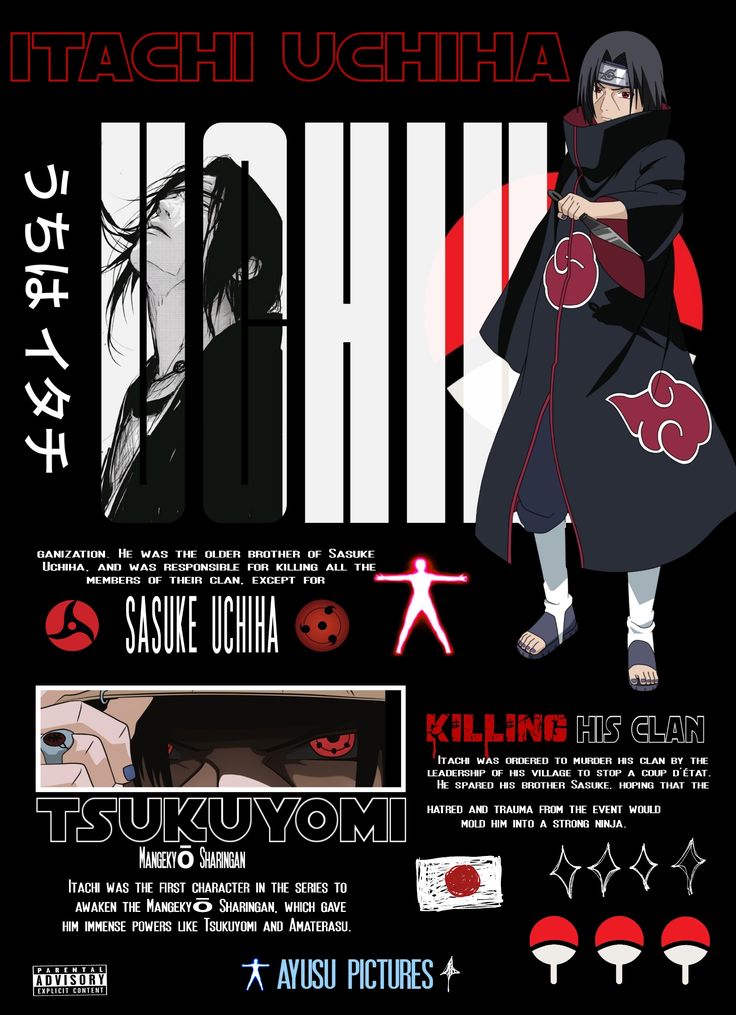 ITACHI UCHIHA
UCHIH
うちはイタチ
GANIZATION. HE WAS THE OLDER BROTHER OF SASUKE
UCHIHA, AND WAS RESPONSIBLE FOR KILLING ALL THE
MEMBERS OF THEIR CLAN, EXCEPT FOR
SASUKE UCHIHA
KILLING HIS CLAN
ITACHI WAS ORDERED TO MURDER HIS CLAN BY THE
LEADERSHIP OF HIS VILLAGE TO STOP A COUP D'ÉTAT.
HE SPARED HIS BROTHER SASUKE, HOPING THAT THE
HATRED AND TRAUMA FROM THE EVENT WOULD
MOLD HIM INTO A STRONG NINJA.
TSUKUYOMI
MANGEKYŌ SHARINGAN
ITACHI WAS THE FIRST CHARACTER IN THE SERIES TO
AWAKEN THE MANGEKYŌ SHARINGAN, WHICH GAVE
HIM IMMENSE POWERS LIKE TSUKUYOMI AND AMATERASU.
PARENTAL
ADVISORY
EXPLICIT CONTENT
AYUSU PICTURES